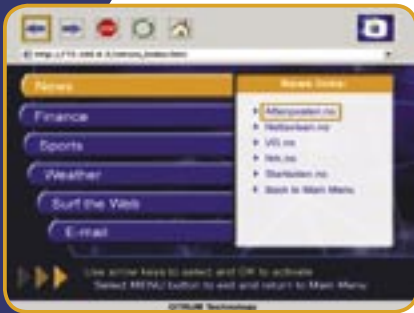 News
Finance
Sports
Weather
Surf the Web
E-mail
News links:
Aftenposten.no
Nettavisen.no
VG.no
Nrk.no
Startsiden.no
Back to Main Menu
Use arrow keys to select and OK to activate
Select MENU button to exit and return to Main Menu
Technology